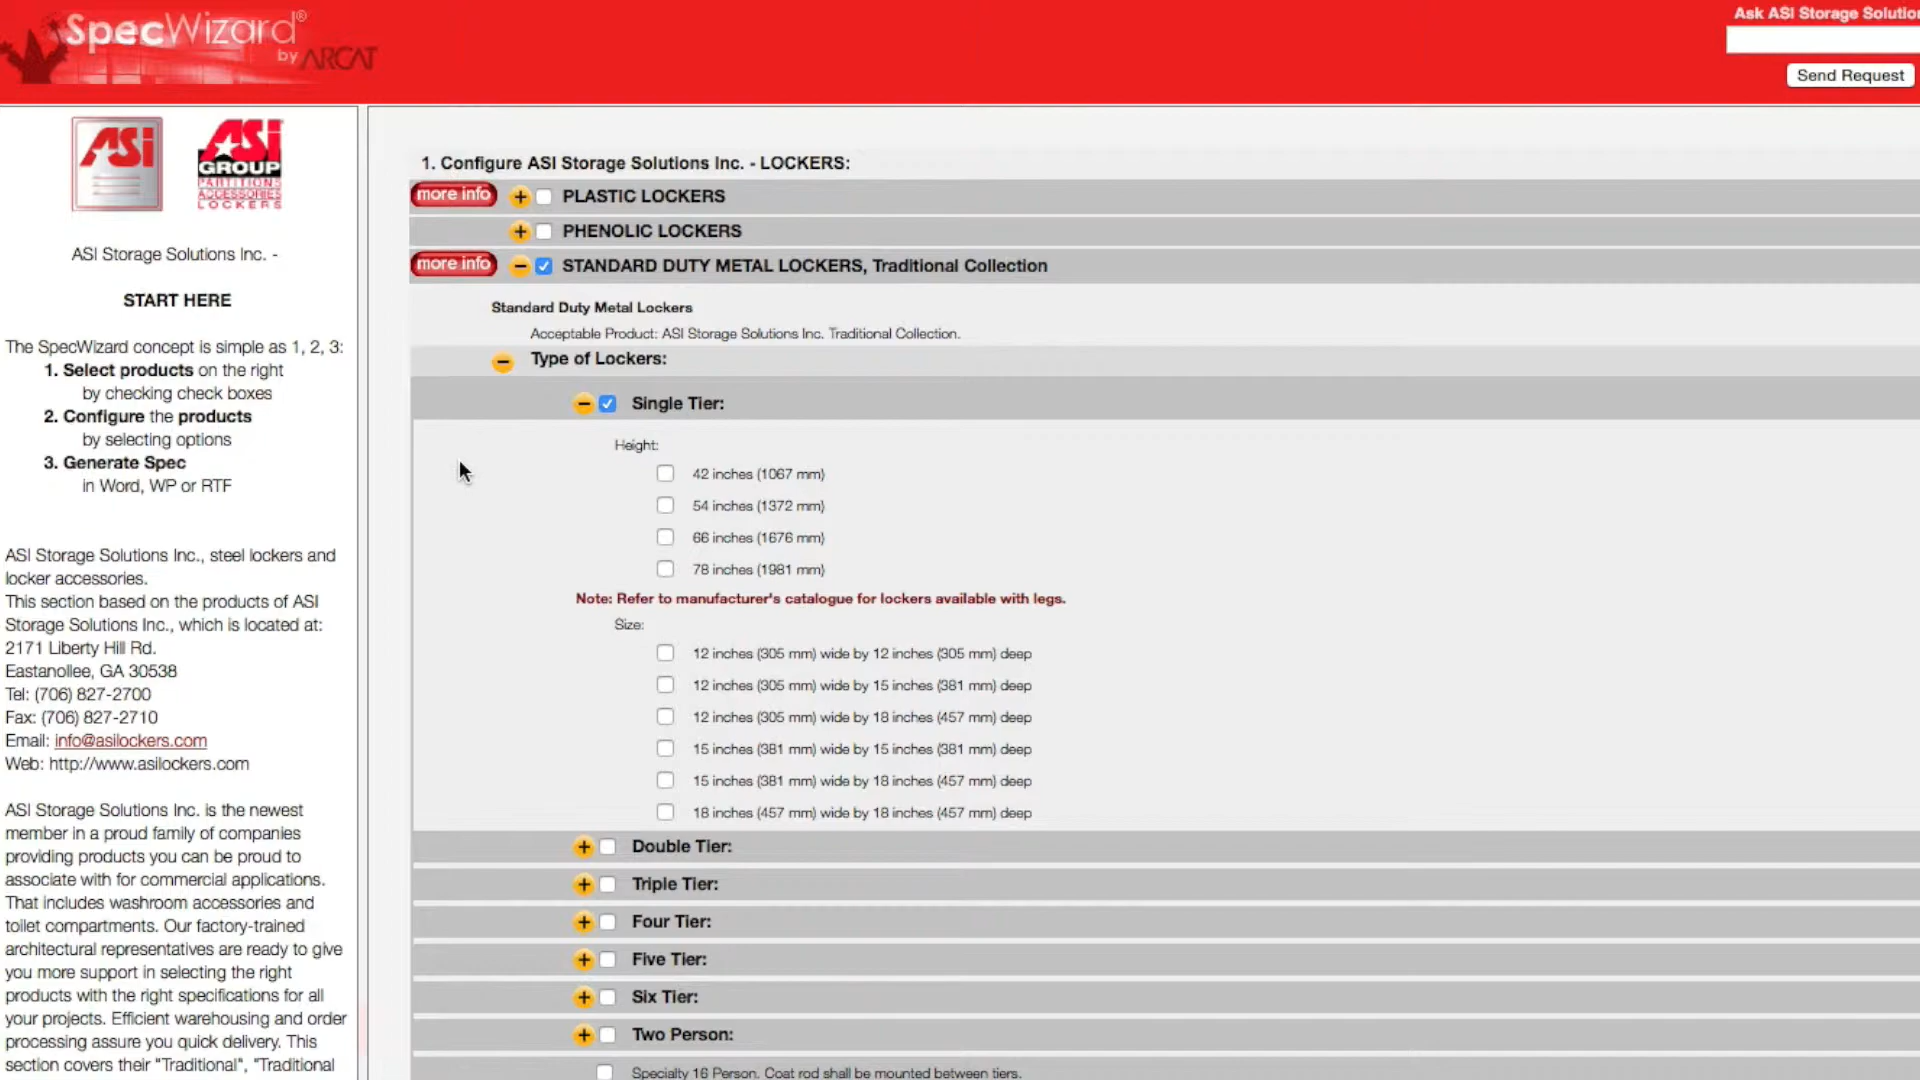 SpecWizard®
by ARCAT
Ask ASI Storage Solution
Send Request
ASI
ASI
GROUP
PARTITIONS
ACCESSORIES
LOCKERS
ASI Storage Solutions Inc. -
START HERE
The SpecWizard concept is simple as 1, 2, 3:
1. Select products on the right
by checking check boxes
2. Configure the products
by selecting options
3. Generate Spec
in Word, WP or RTF
ASI Storage Solutions Inc., steel lockers and
locker accessories.
This section based on the products of ASI
Storage Solutions Inc., which is located at:
2171 Liberty Hill Rd.
Eastanollee, GA 30538
Tel: (706) 827-2700
Fax: (706) 827-2710
Email: info@asilockers.com
Web: http://www.asilockers.com
ASI Storage Solutions Inc. is the newest
member in a proud family of companies
providing products you can be proud to
associate with for commercial applications.
That includes washroom accessories and
toilet compartments. Our factory-trained
architectural representatives are ready to give
you more support in selecting the right
products with the right specifications for all
your projects. Efficient warehousing and order
processing assure you quick delivery. This
section covers their "Traditional", "Traditional
1. Configure ASI Storage Solutions Inc. - LOCKERS:
more info + PLASTIC LOCKERS
+ PHENOLIC LOCKERS
more info − STANDARD DUTY METAL LOCKERS, Traditional Collection
Standard Duty Metal Lockers
Acceptable Product: ASI Storage Solutions Inc. Traditional Collection.
− Type of Lockers:
− Single Tier:
Height:
42 inches (1067 mm)
54 inches (1372 mm)
66 inches (1676 mm)
78 inches (1981 mm)
Note: Refer to manufacturer's catalogue for lockers available with legs.
Size:
12 inches (305 mm) wide by 12 inches (305 mm) deep
12 inches (305 mm) wide by 15 inches (381 mm) deep
12 inches (305 mm) wide by 18 inches (457 mm) deep
15 inches (381 mm) wide by 15 inches (381 mm) deep
15 inches (381 mm) wide by 18 inches (457 mm) deep
18 inches (457 mm) wide by 18 inches (457 mm) deep
+ Double Tier:
+ Triple Tier:
+ Four Tier:
+ Five Tier:
+ Six Tier:
+ Two Person:
Specialty 16 Person. Coat rod shall be mounted between tiers.